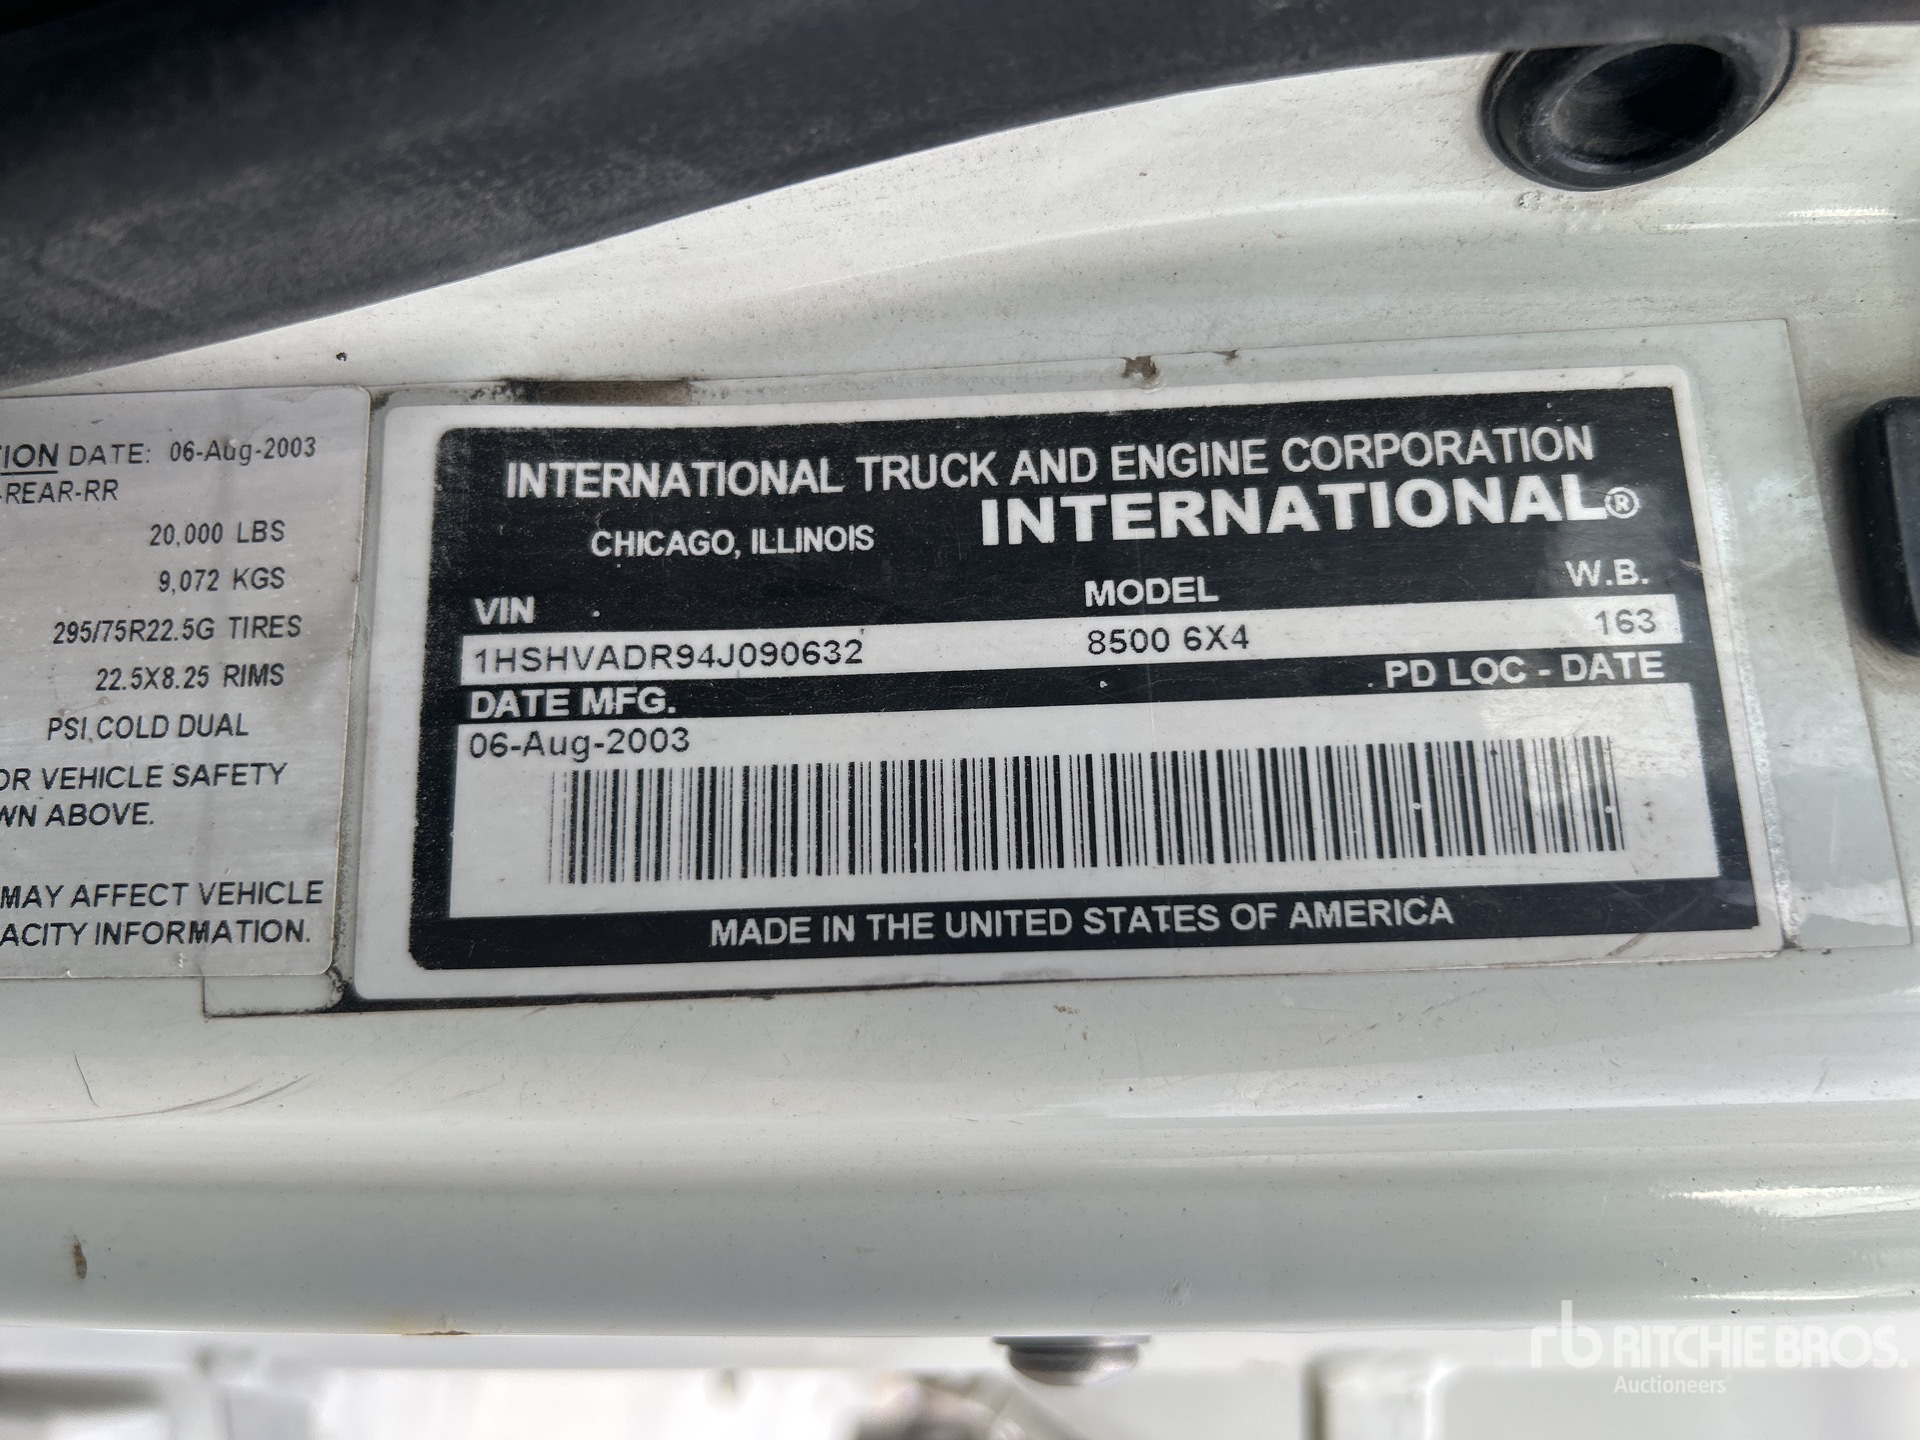 ION DATE: 06-Aug-2003
-REAR-RR
20,000 LBS
9,072 KGS
295/75R22.5G TIRES
22.5X8.25 RIMS
PSI COLD DUAL
OR VEHICLE SAFETY
WN ABOVE.
MAY AFFECT VEHICLE
ACITY INFORMATION.
INTERNATIONAL TRUCK AND ENGINE CORPORATION
CHICAGO, ILLINOIS INTERNATIONAL®
VIN MODEL W.B.
1HSHVADR94J090632 8500 6X4 163
DATE MFG. PD LOC - DATE
06-Aug-2003
MADE IN THE UNITED STATES OF AMERICA
rb RITCHIE BROS.
Auctioneers